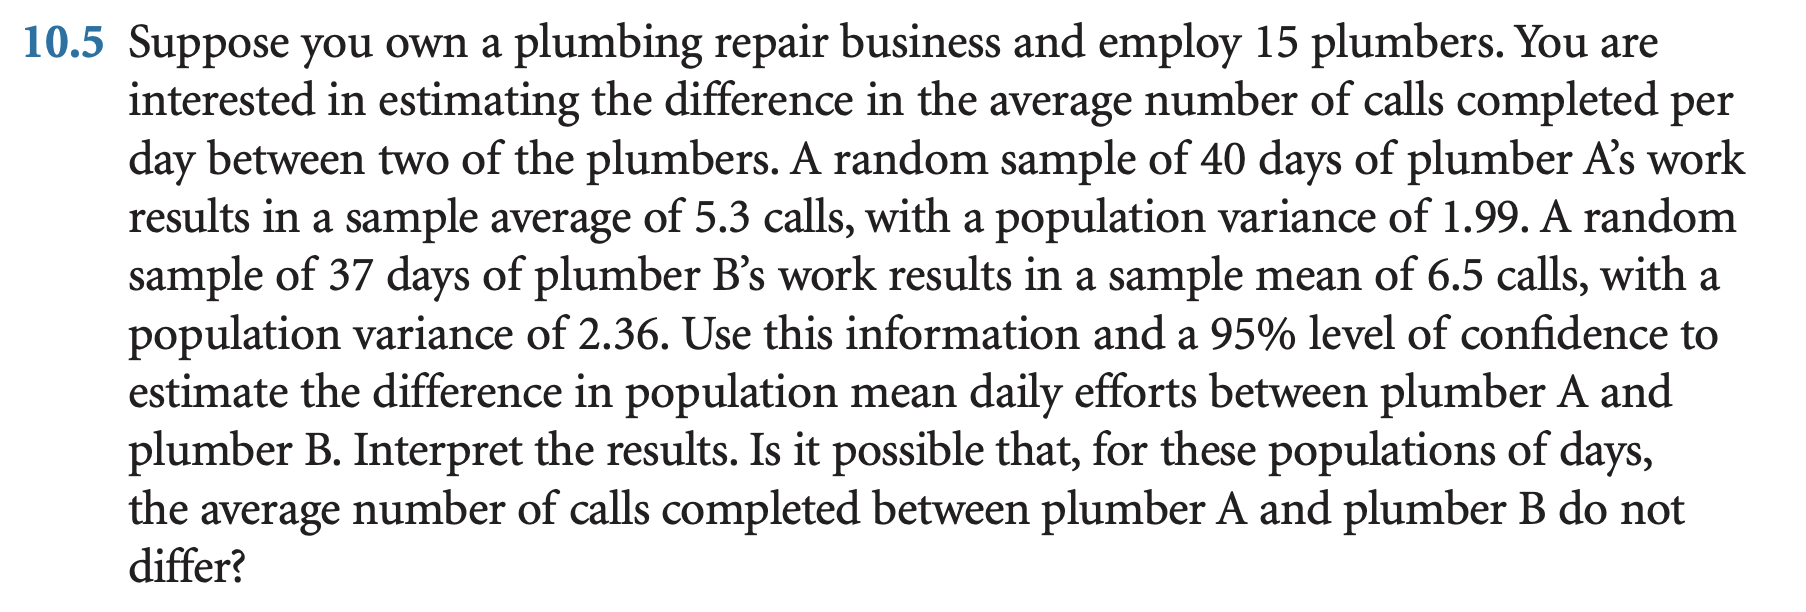 10.5 Suppose you own a plumbing repair business and employ 15 plumbers. You are
interested in estimating the difference in the average number of calls completed per
day between two of the plumbers. A random sample of 40 days of plumber A’s work
results in a sample average of 5.3 calls, with a population variance of 1.99. A random
sample of 37 days of plumber B’s work results in a sample mean of 6.5 calls, with a
population variance of 2.36. Use this information and a 95% level of confidence to
estimate the difference in population mean daily efforts between plumber A and
plumber B. Interpret the results. Is it possible that, for these populations of days,
the average number of calls completed between plumber A and plumber B do not
differ?